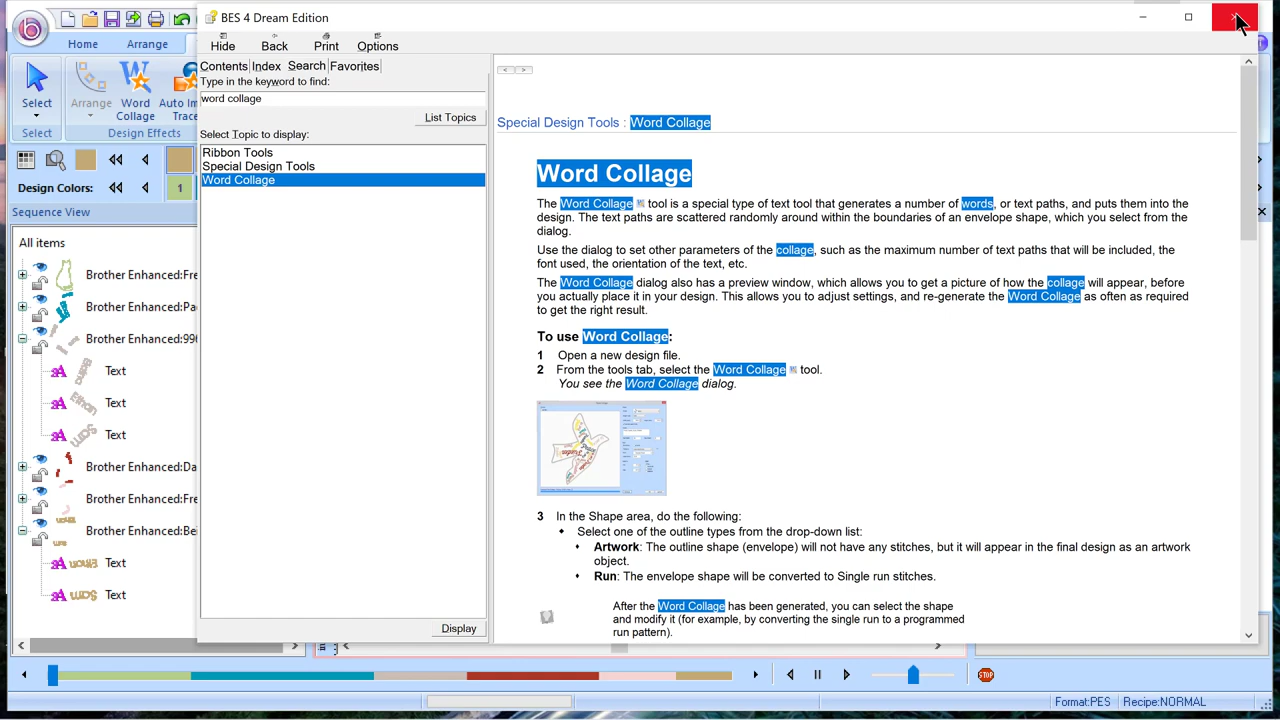 BES 4 Dream Edition
Home
Arrange
Hide
Back
Print
Options
Select
Arrange
Word Collage
Auto Im
Trace
Select
Design Effects
Design Colors:
1
Sequence View
All items
Brother Enhanced:Fre
Brother Enhanced:Pac
Brother Enhanced:996
Text
Text
Text
Brother Enhanced:Da
Brother Enhanced:Fre
Brother Enhanced:Bei
Text
Text
Contents
Index
Search
Favorites
Type in the keyword to find:
word collage
List Topics
Select Topic to display:
Ribbon Tools
Special Design Tools
Word Collage
Display
Special Design Tools : Word Collage
Word Collage
The Word Collage tool is a special type of text tool that generates a number of words, or text paths, and puts them into the
design. The text paths are scattered randomly around within the boundaries of an envelope shape, which you select from the
dialog.
Use the dialog to set other parameters of the collage, such as the maximum number of text paths that will be included, the
font used, the orientation of the text, etc.
The Word Collage dialog also has a preview window, which allows you to get a picture of how the collage will appear, before
you actually place it in your design. This allows you to adjust settings, and re-generate the Word Collage as often as required
to get the right result.
To use Word Collage:
1 Open a new design file.
2 From the tools tab, select the Word Collage tool.
You see the Word Collage dialog.
3 In the Shape area, do the following:
◆ Select one of the outline types from the drop-down list:
♦ Artwork: The outline shape (envelope) will not have any stitches, but it will appear in the final design as an artwork
object.
♦ Run: The envelope shape will be converted to Single run stitches.
After the Word Collage has been generated, you can select the shape
and modify it (for example, by converting the single run to a programmed
run pattern).
STOP
Format:PES
Recipe:NORMAL